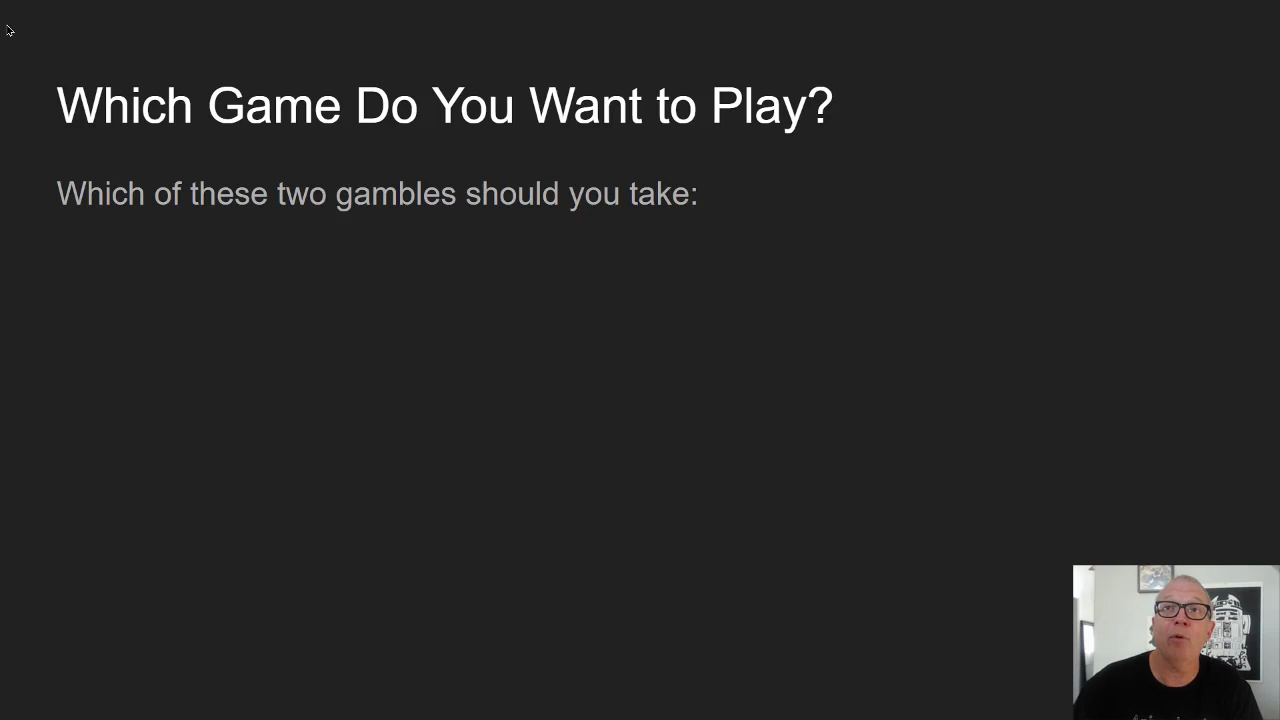 Which Game Do You Want to Play?
Which of these two gambles should you take: